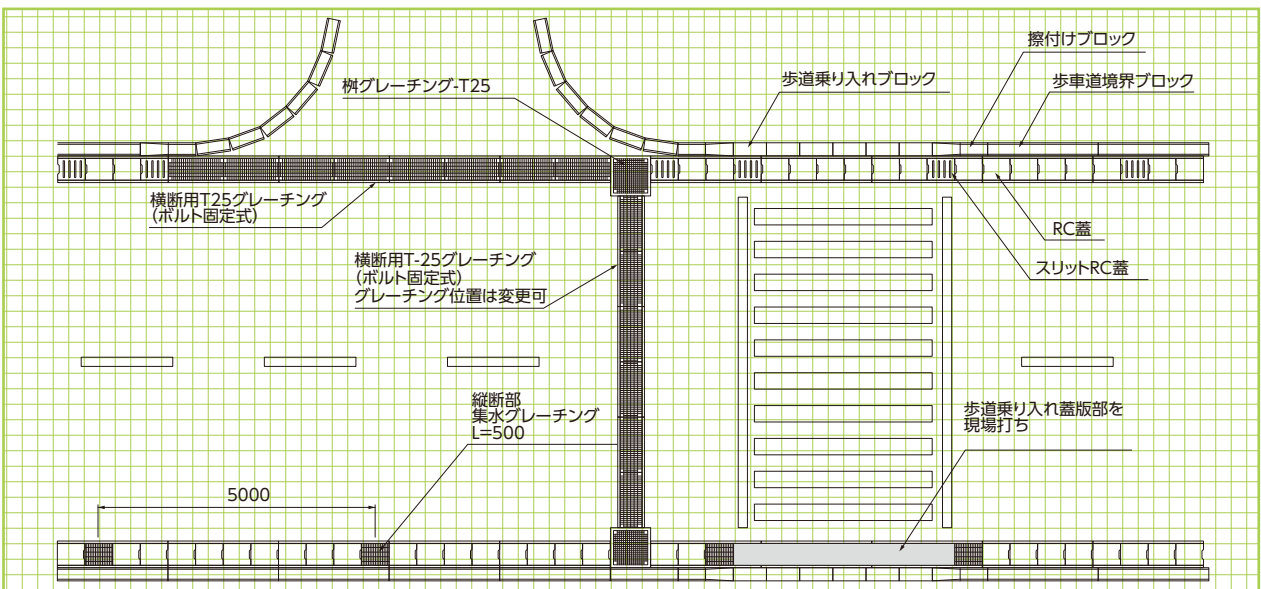 擦付けブロック
桝グレーチング-T25
歩道乗り入れブロック
歩車道境界ブロック
横断用T25グレーチング
(ボルト固定式)
RC蓋
スリットRC蓋
横断用T-25グレーチング
(ボルト固定式)
グレーチング位置は変更可
縦断部
集水グレーチング
L=500
歩道乗り入れ蓋版部を
現場打ち
5000